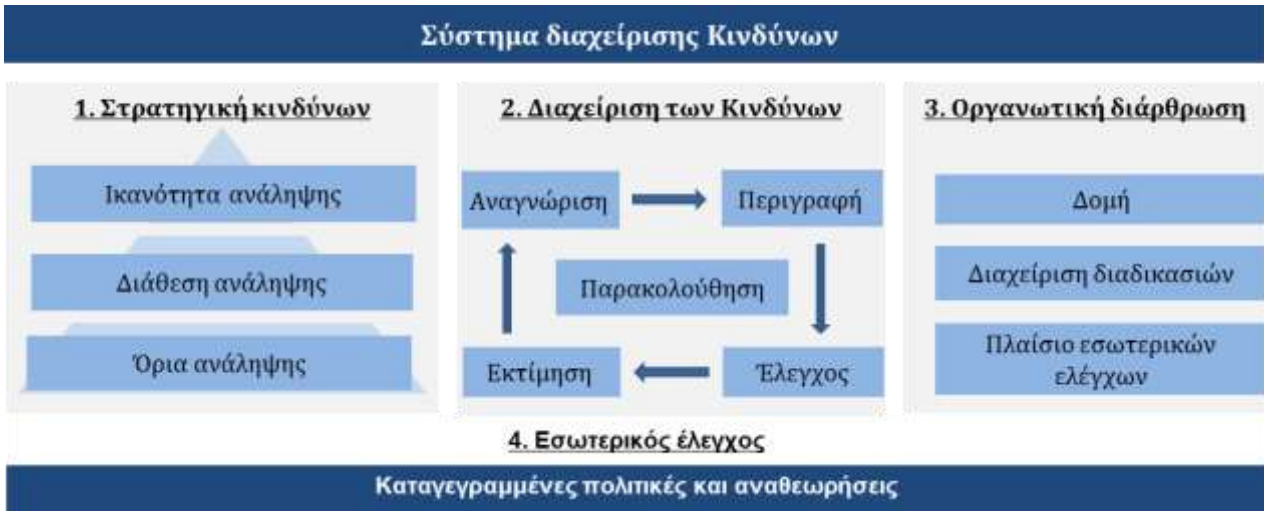 Σύστημα διαχείρισης Κινδύνων
1. Στρατηγική κινδύνων
Ικανότητα ανάληψης
Διάθεση ανάληψης
Όρια ανάληψης
2. Διαχείριση των Κινδύνων
Αναγνώριση
Περιγραφή
Παρακολούθηση
Εκτίμηση
Έλεγχος
3. Οργανωτική διάρθρωση
Δομή
Διαχείριση διαδικασιών
Πλαίσιο εσωτερικών
ελέγχων
4. Εσωτερικός έλεγχος
Καταγεγραμμένες πολιτικές και αναθεωρήσεις